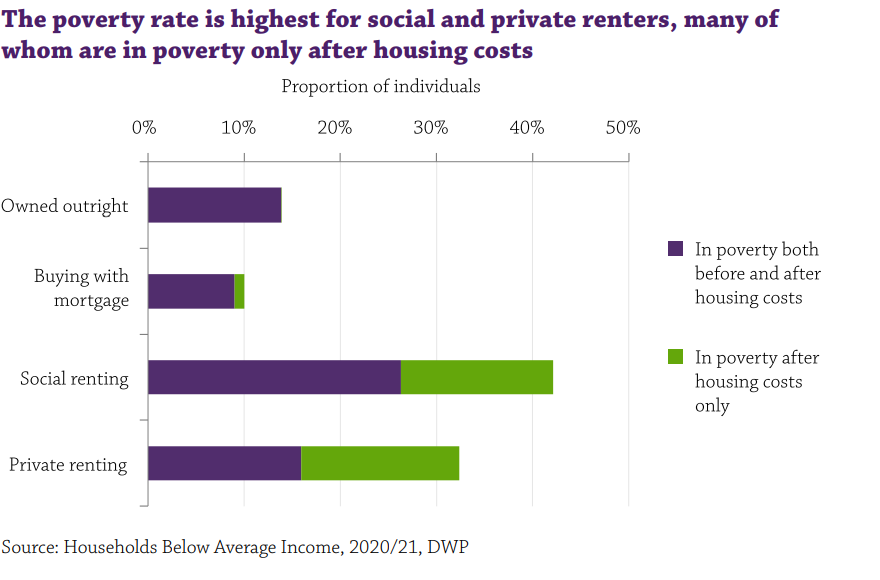 The poverty rate is highest for social and private renters, many of
whom are in poverty only after housing costs
Proportion of individuals
0% 10% 20% 30% 40% 50%
Owned outright
Buying with
mortgage
Social renting
Private renting
In poverty both
before and after
housing costs
In poverty after
housing costs
only
Source: Households Below Average Income, 2020/21, DWP